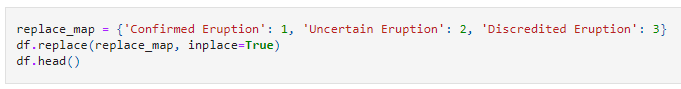 replace_map = {'Confirmed Eruption': 1, 'Uncertain Eruption': 2, 'Discredited Eruption': 3}
df.replace(replace_map, inplace=True)
df.head()